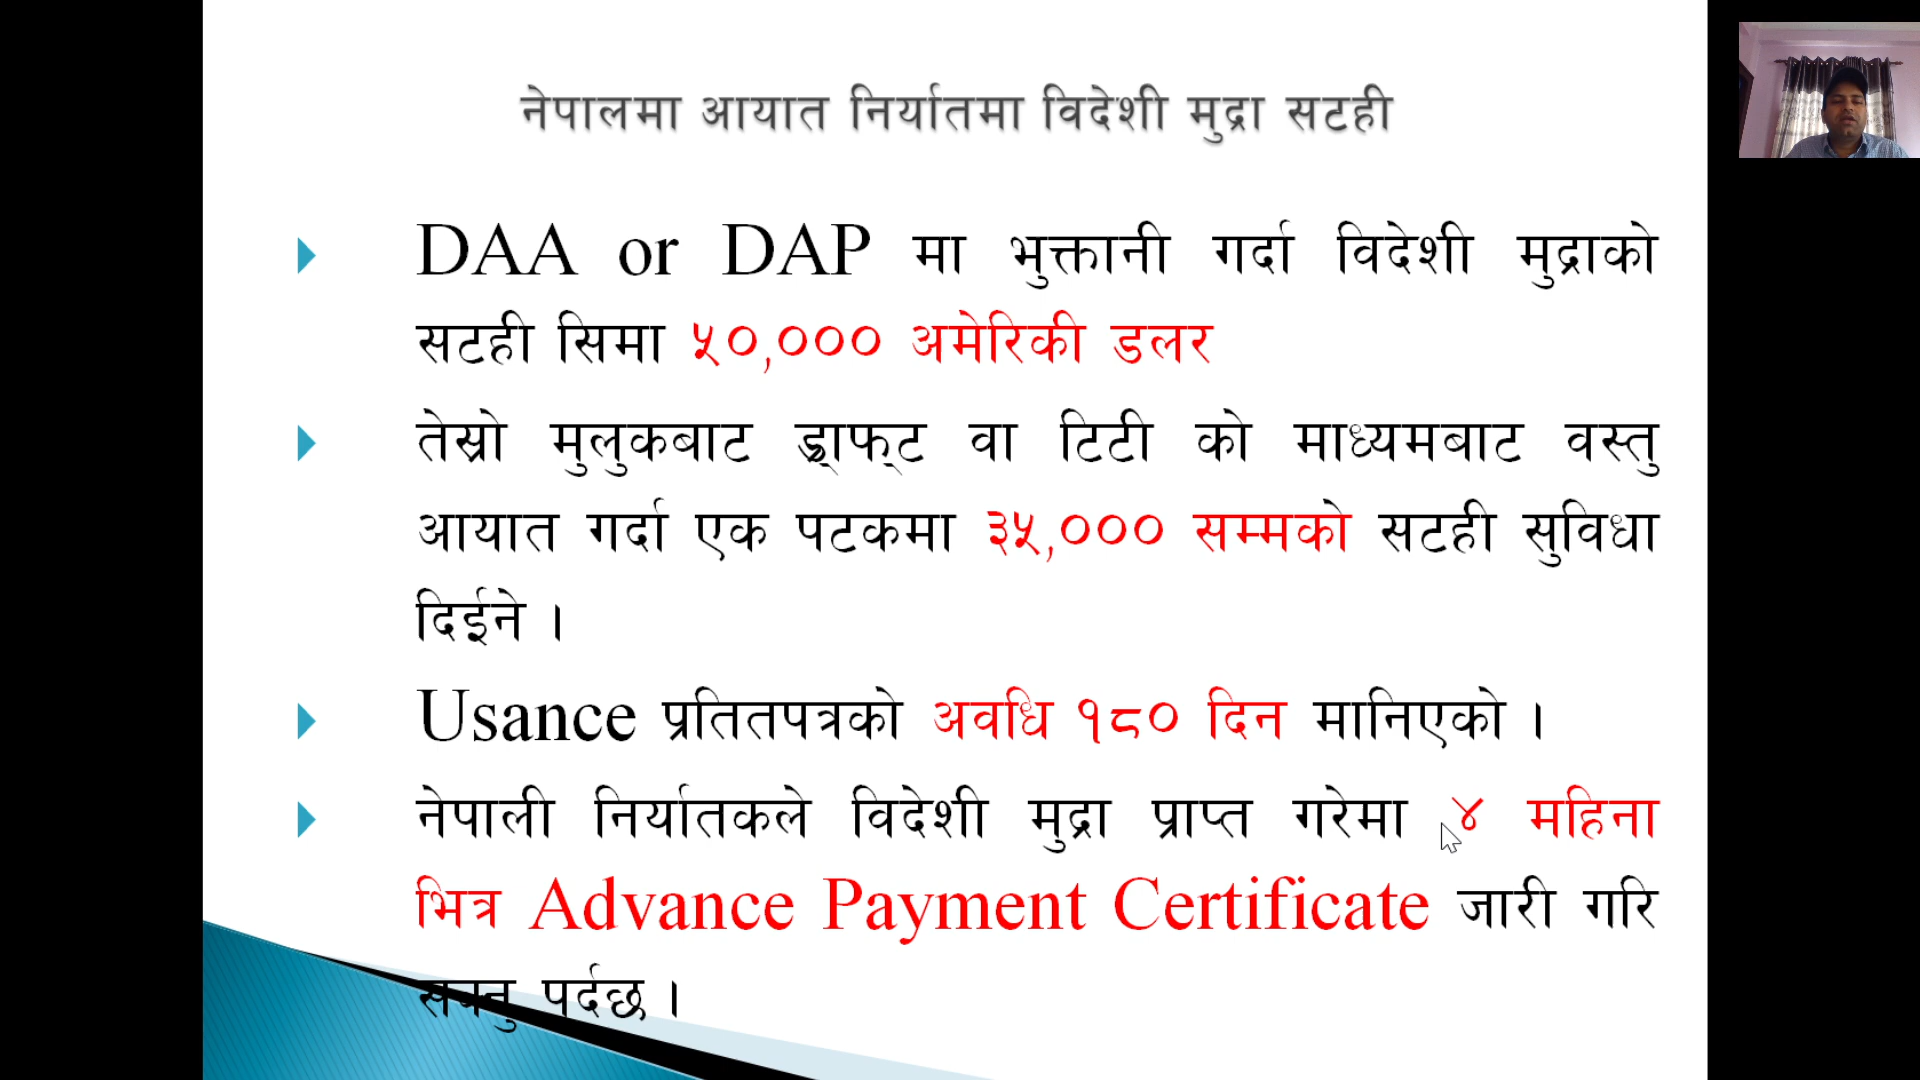 नेपालमा आयात निर्यातमा विदेशी मुद्रा सटही
DAA or DAP मा भुक्तानी गर्दा विदेशी मुद्राको
सटही सिमा ५०,००० अमेरिकी डलर
तेस्रो मुलुकबाट ड्राफ्ट वा टिटी को माध्यमबाट वस्तु
आयात गर्दा एक पटकमा ३५,००० सम्मको सटही सुविधा
दिईने ।
Usance प्रतितपत्रको अवधि १८० दिन मानिएको ।
नेपाली निर्यातकले विदेशी मुद्रा प्राप्त गरेमा ४ महिना
भित्र Advance Payment Certificate जारी गरि
सक्नु पर्दछ ।